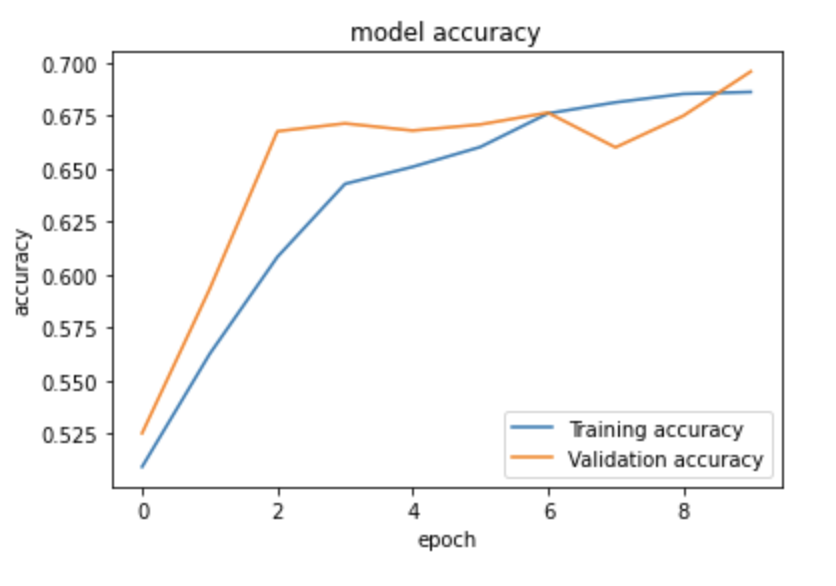 model accuracy
0.700
0.675
0.650
0.625
0.600
0.575
0.550
0.525
accuracy
Training accuracy
Validation accuracy
0 2 4 6 8
epoch